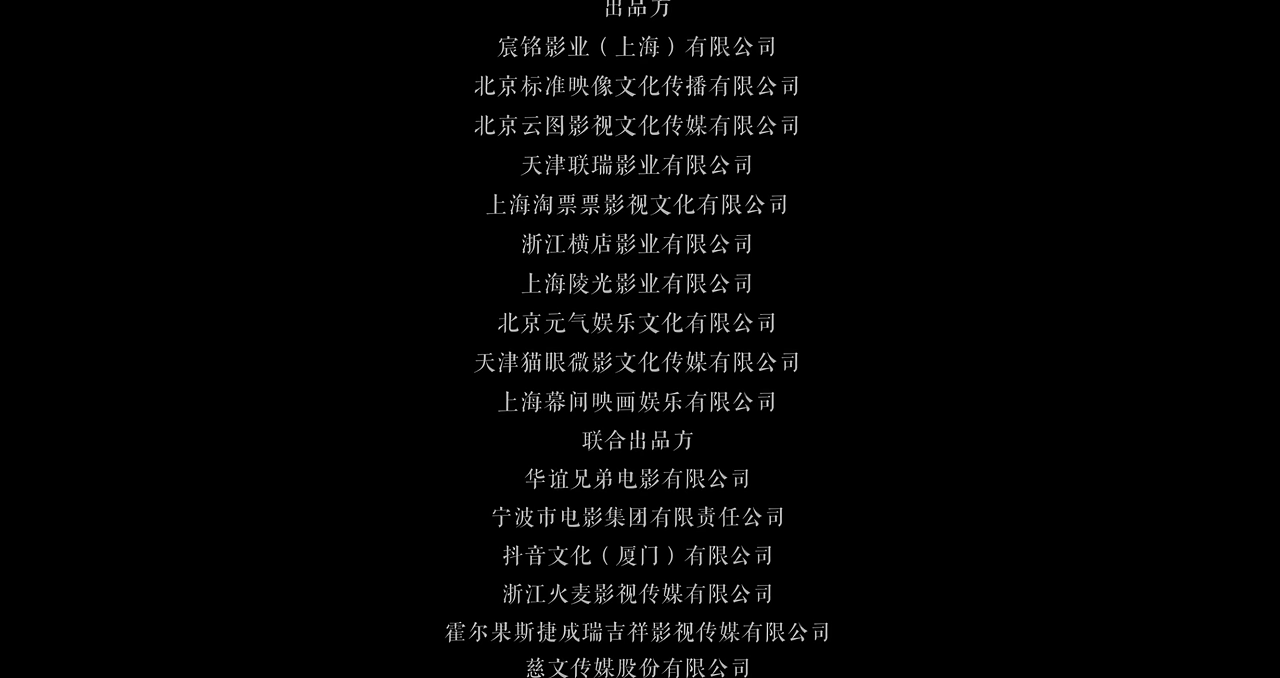 出品方
宸铭影业（上海）有限公司
北京标准映像文化传播有限公司
北京云图影视文化传媒有限公司
天津联瑞影业有限公司
上海淘票票影视文化有限公司
浙江横店影业有限公司
上海陵光影业有限公司
北京元气娱乐文化有限公司
天津猫眼微影文化传媒有限公司
上海幕问映画娱乐有限公司
联合出品方
华谊兄弟电影有限公司
宁波市电影集团有限责任公司
抖音文化（厦门）有限公司
浙江火麦影视传媒有限公司
霍尔果斯捷成瑞吉祥影视传媒有限公司
慈文传媒股份有限公司